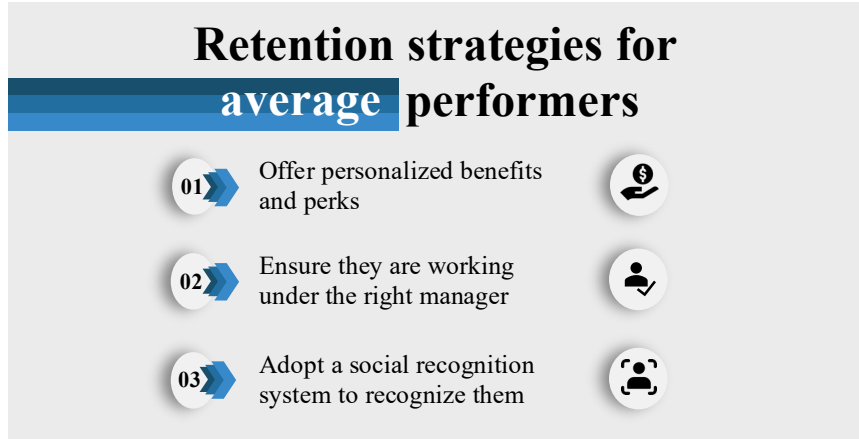 Retention strategies for
average performers
01 Offer personalized benefits
and perks
02 Ensure they are working
under the right manager
03 Adopt a social recognition
system to recognize them